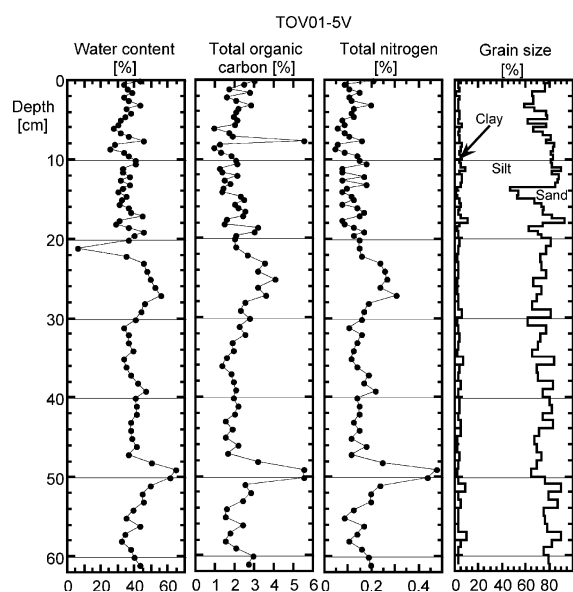 TOV01-5V
Water content
[%]
Total organic
carbon [%]
Total nitrogen
[%]
Grain size
[%]
Depth
[cm]
0
10
20
30
40
50
60
Clay
Silt
Sand
0 20 40 60
0 1 2 3 4 5 6
0 0.2 0.4
0 20 40 60 80 100